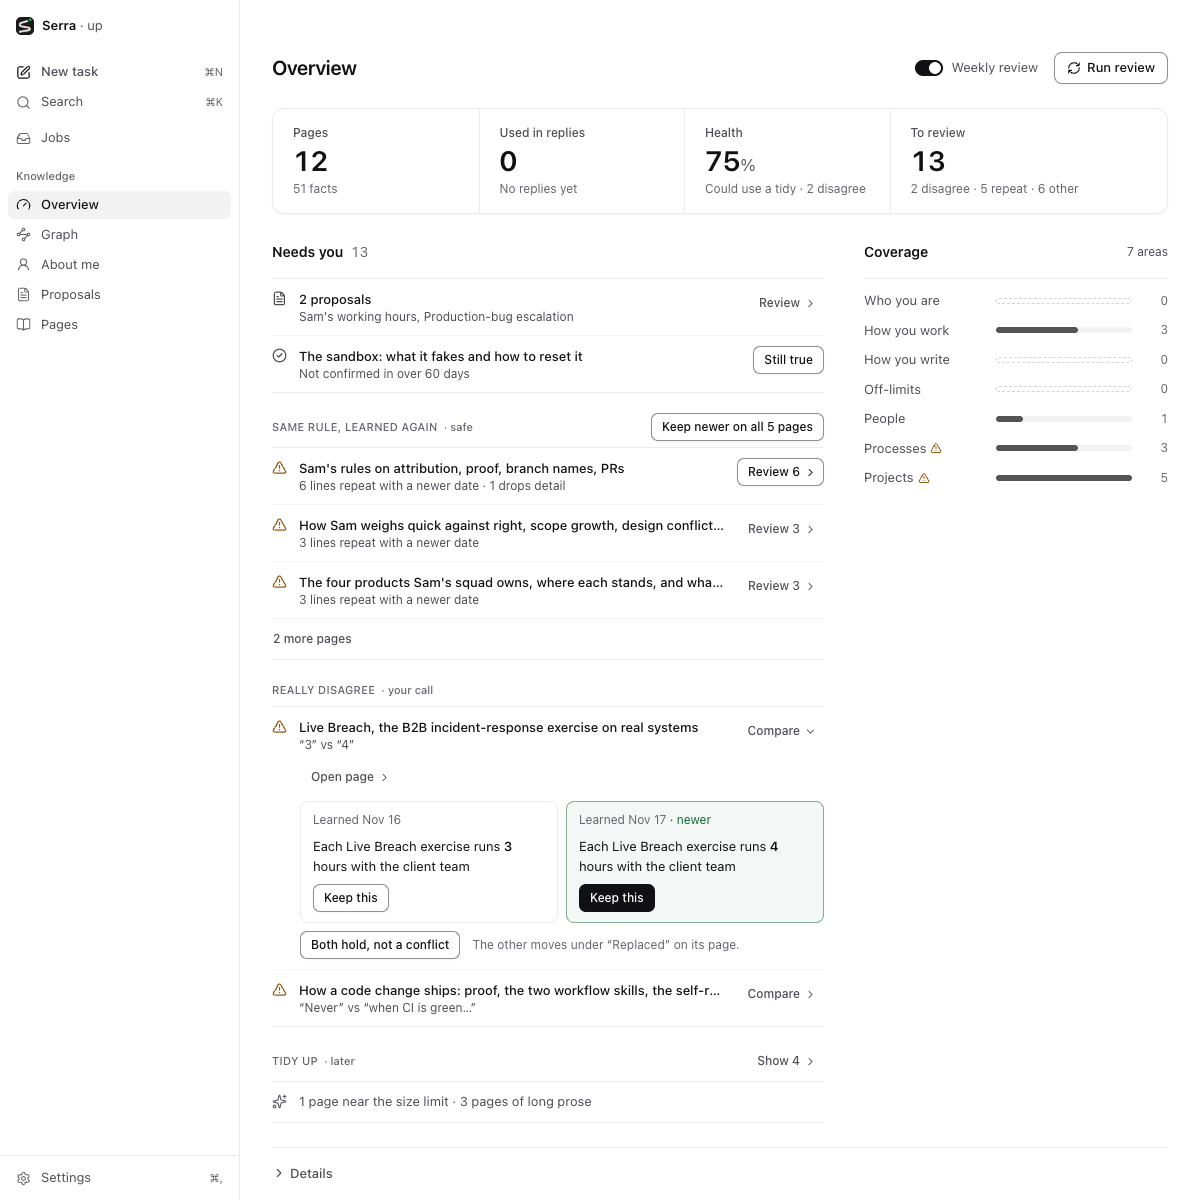 Serra · up
New task ⌘N
Search ⌘K
Jobs
Knowledge
Overview
Graph
About me
Proposals
Pages
Settings ⌘,
Overview
Weekly review
Run review
Pages
12
51 facts
Used in replies
0
No replies yet
Health
75%
Could use a tidy · 2 disagree
To review
13
2 disagree · 5 repeat · 6 other
Needs you 13
2 proposals
Sam's working hours, Production-bug escalation
Review
The sandbox: what it fakes and how to reset it
Not confirmed in over 60 days
Still true
SAME RULE, LEARNED AGAIN · safe
Keep newer on all 5 pages
Sam's rules on attribution, proof, branch names, PRs
6 lines repeat with a newer date · 1 drops detail
Review 6
How Sam weighs quick against right, scope growth, design conflict…
3 lines repeat with a newer date
Review 3
The four products Sam's squad owns, where each stands, and wha…
3 lines repeat with a newer date
Review 3
2 more pages
REALLY DISAGREE · your call
Live Breach, the B2B incident-response exercise on real systems
“3” vs “4”
Compare
Open page
Learned Nov 16
Each Live Breach exercise runs 3
hours with the client team
Keep this
Learned Nov 17 · newer
Each Live Breach exercise runs 4
hours with the client team
Keep this
Both hold, not a conflict
The other moves under “Replaced” on its page.
How a code change ships: proof, the two workflow skills, the self-r…
“Never” vs “when CI is green…”
Compare
TIDY UP · later
Show 4
1 page near the size limit · 3 pages of long prose
Details
Coverage
7 areas
Who you are 0
How you work 3
How you write 0
Off-limits 0
People 1
Processes 3
Projects 5